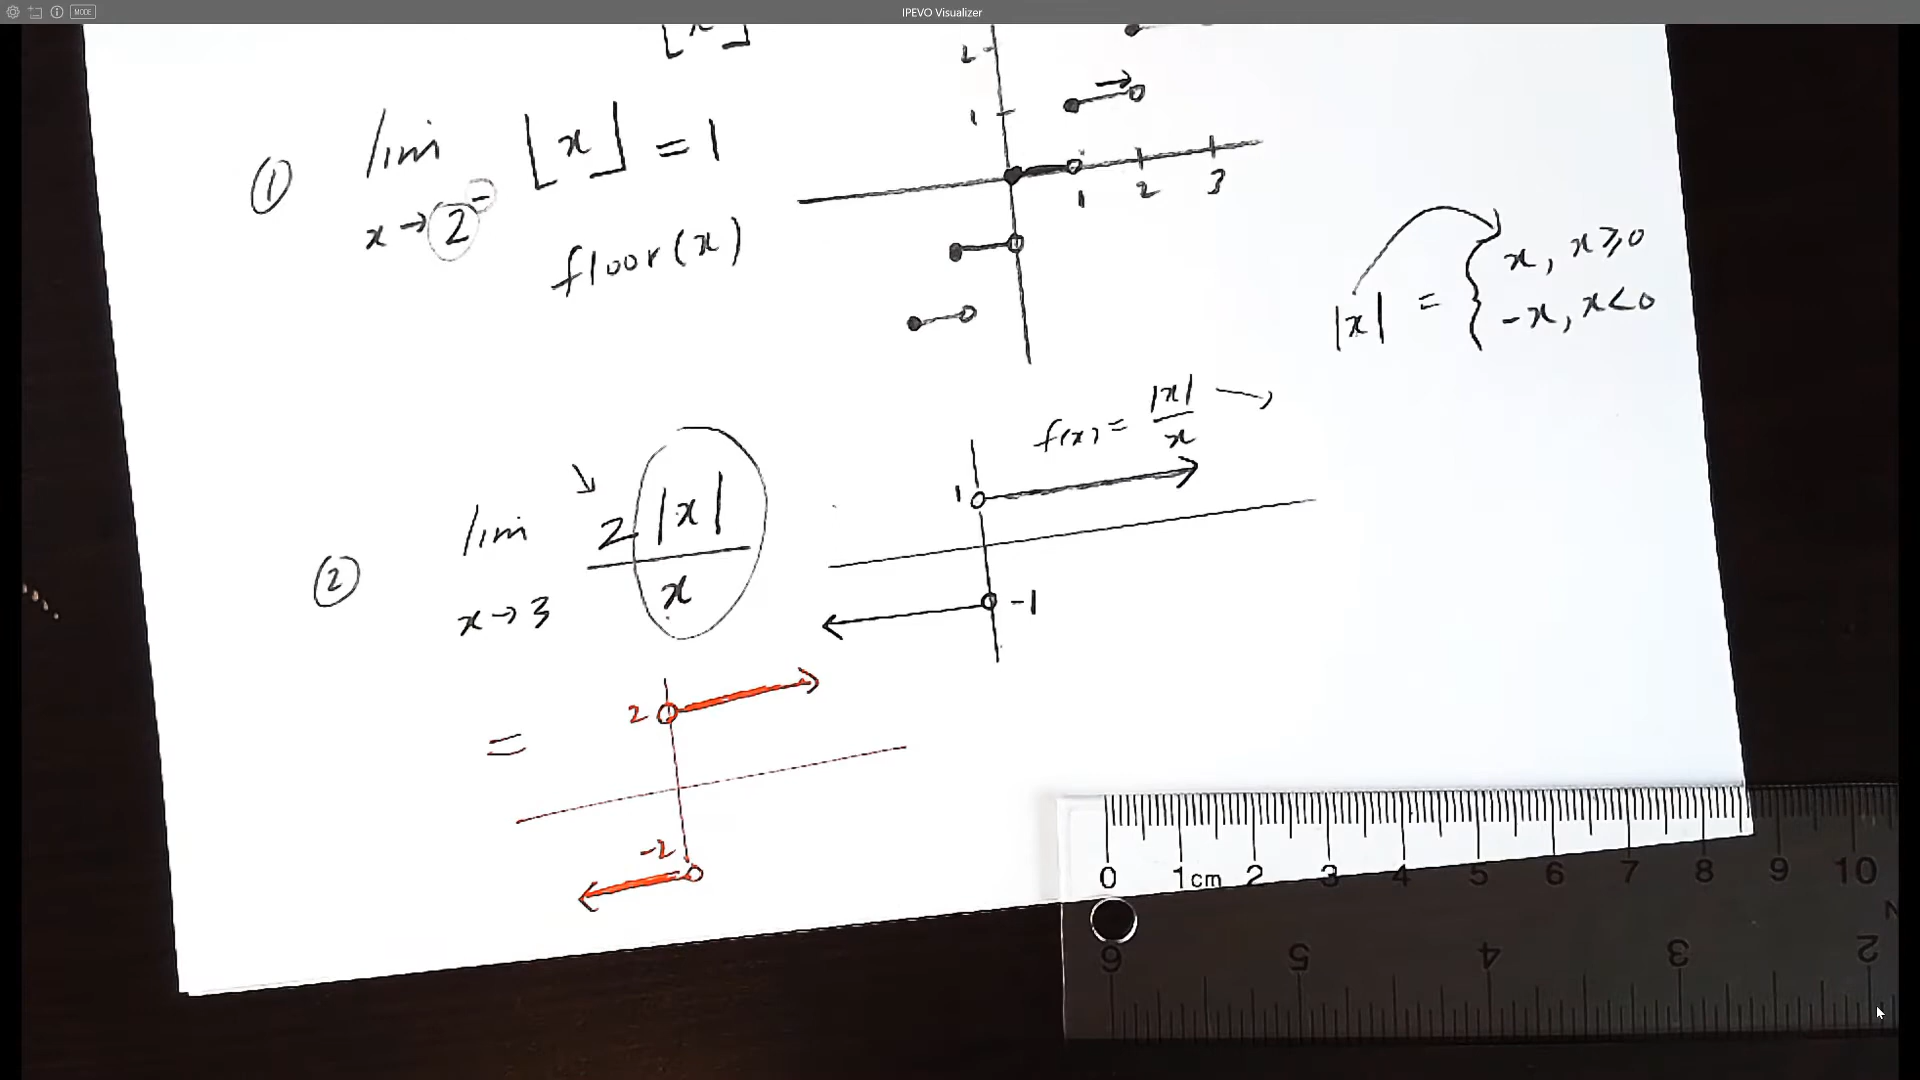 MODE
IPEVO Visualizer
⌊x⌋
2
1
1 2 3
① lim ⌊x⌋ = 1
x → 2⁻
floor(x)
|x| = { x, x ≥ 0
-x, x < 0
f(x) = |x| / x →
1
-1
② lim 2|x| / x
x → 3
=
2
-2
0 1cm 2 3 4 5 6 7 8 9 10
6 5 4 3 2